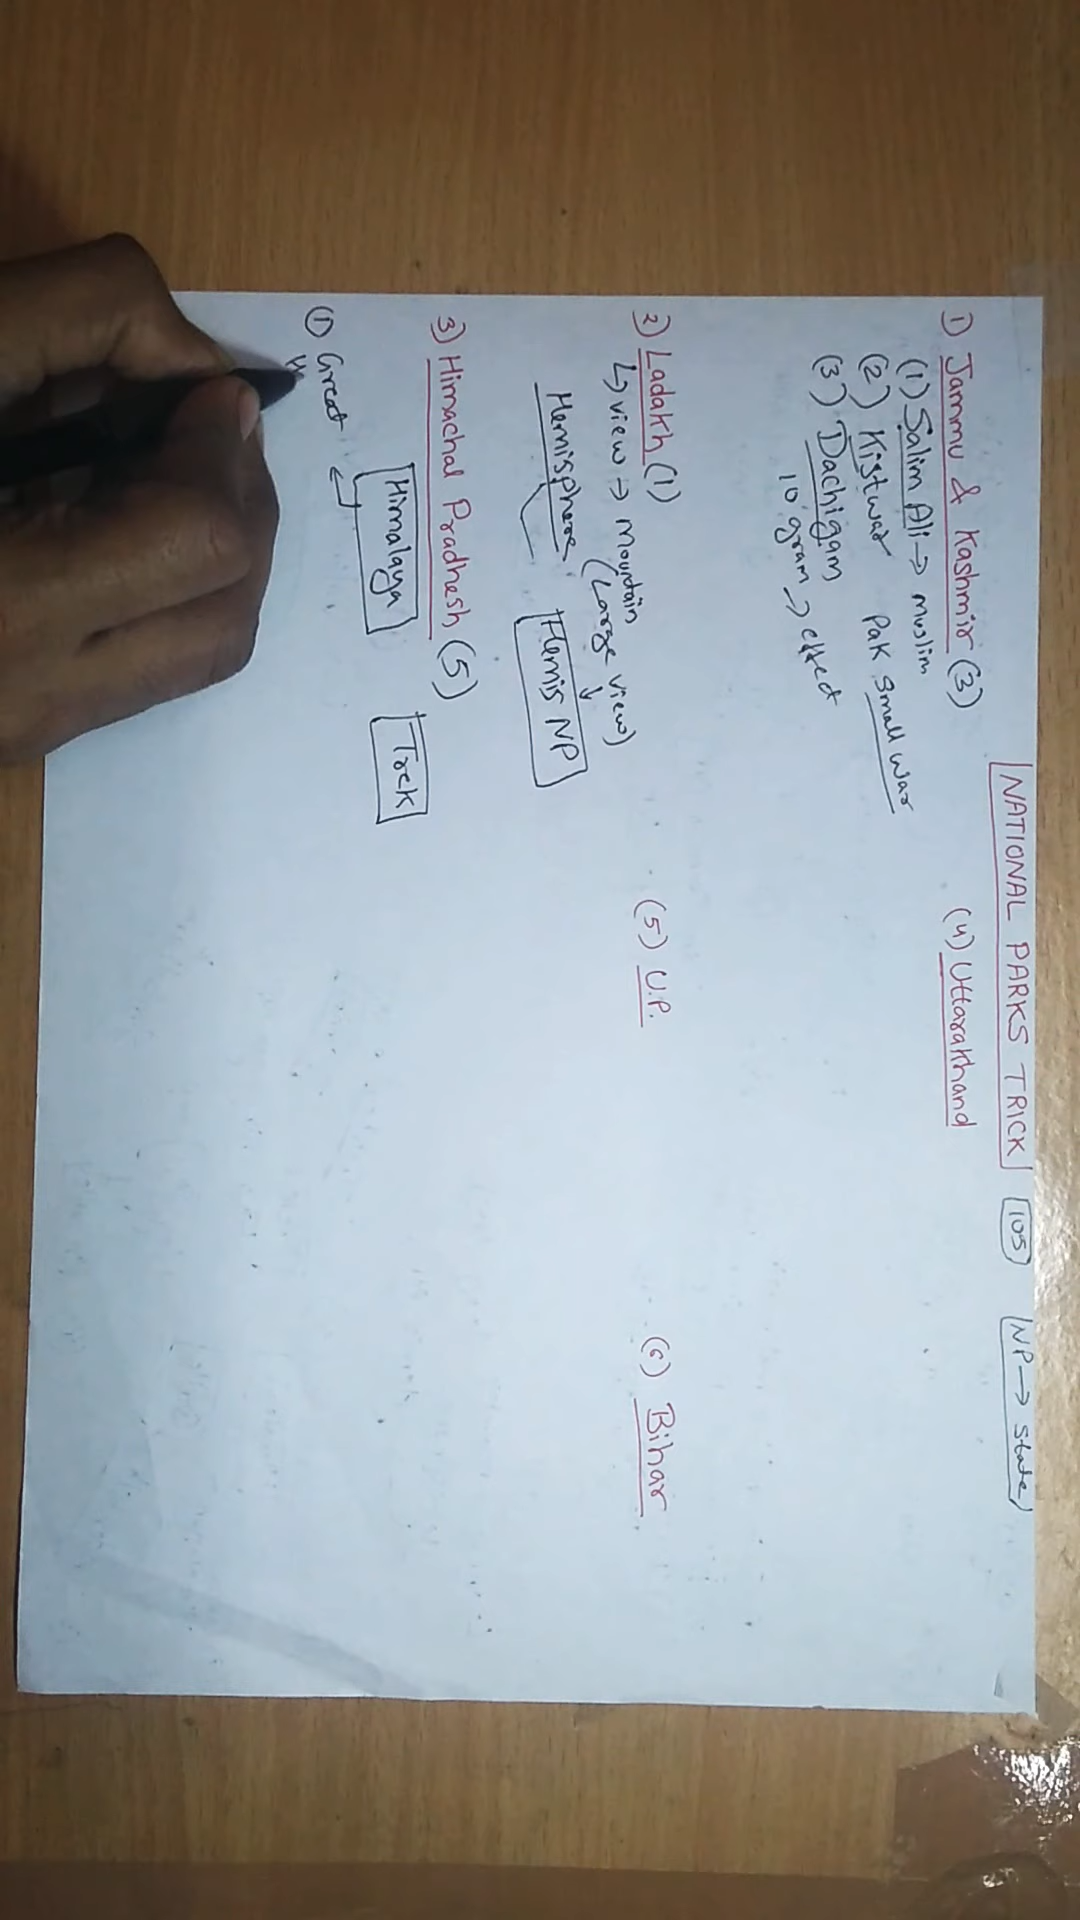 NATIONAL PARKS TRICK 105 NP → State
1) Jammu & Kashmir (3)
(1) Salim Ali → muslim
(2) Kistwar Pak small war
(3) Dachigam
10 gram → effect
2) Ladakh (1)
↳ view → mountain
(Large view)
Hemisphere
Hemis NP
3) Himachal Pradhesh (5)
Himalaya Trek
① Great
H
(4) Uttarakhand
(5) U.P.
(6) Bihar